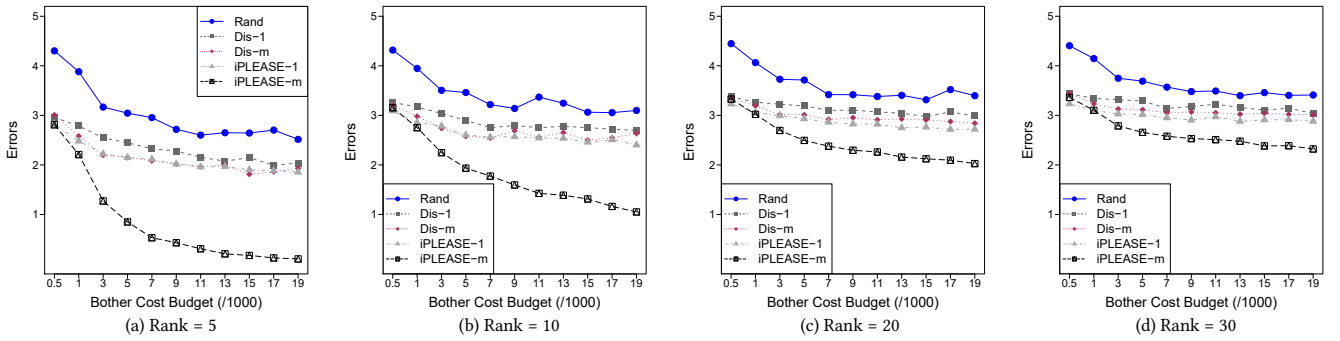 5
4
3
2
1
Errors
Rand
Dis−1
Dis−m
iPLEASE−1
iPLEASE−m
0.5 1 3 5 7 9 11 13 15 17 19
Bother Cost Budget (/1000)
(a) Rank = 5
5
4
3
2
1
Errors
Rand
Dis−1
Dis−m
iPLEASE−1
iPLEASE−m
0.5 1 3 5 7 9 11 13 15 17 19
Bother Cost Budget (/1000)
(b) Rank = 10
5
4
3
2
1
Errors
Rand
Dis−1
Dis−m
iPLEASE−1
iPLEASE−m
0.5 1 3 5 7 9 11 13 15 17 19
Bother Cost Budget (/1000)
(c) Rank = 20
5
4
3
2
1
Errors
Rand
Dis−1
Dis−m
iPLEASE−1
iPLEASE−m
0.5 1 3 5 7 9 11 13 15 17 19
Bother Cost Budget (/1000)
(d) Rank = 30